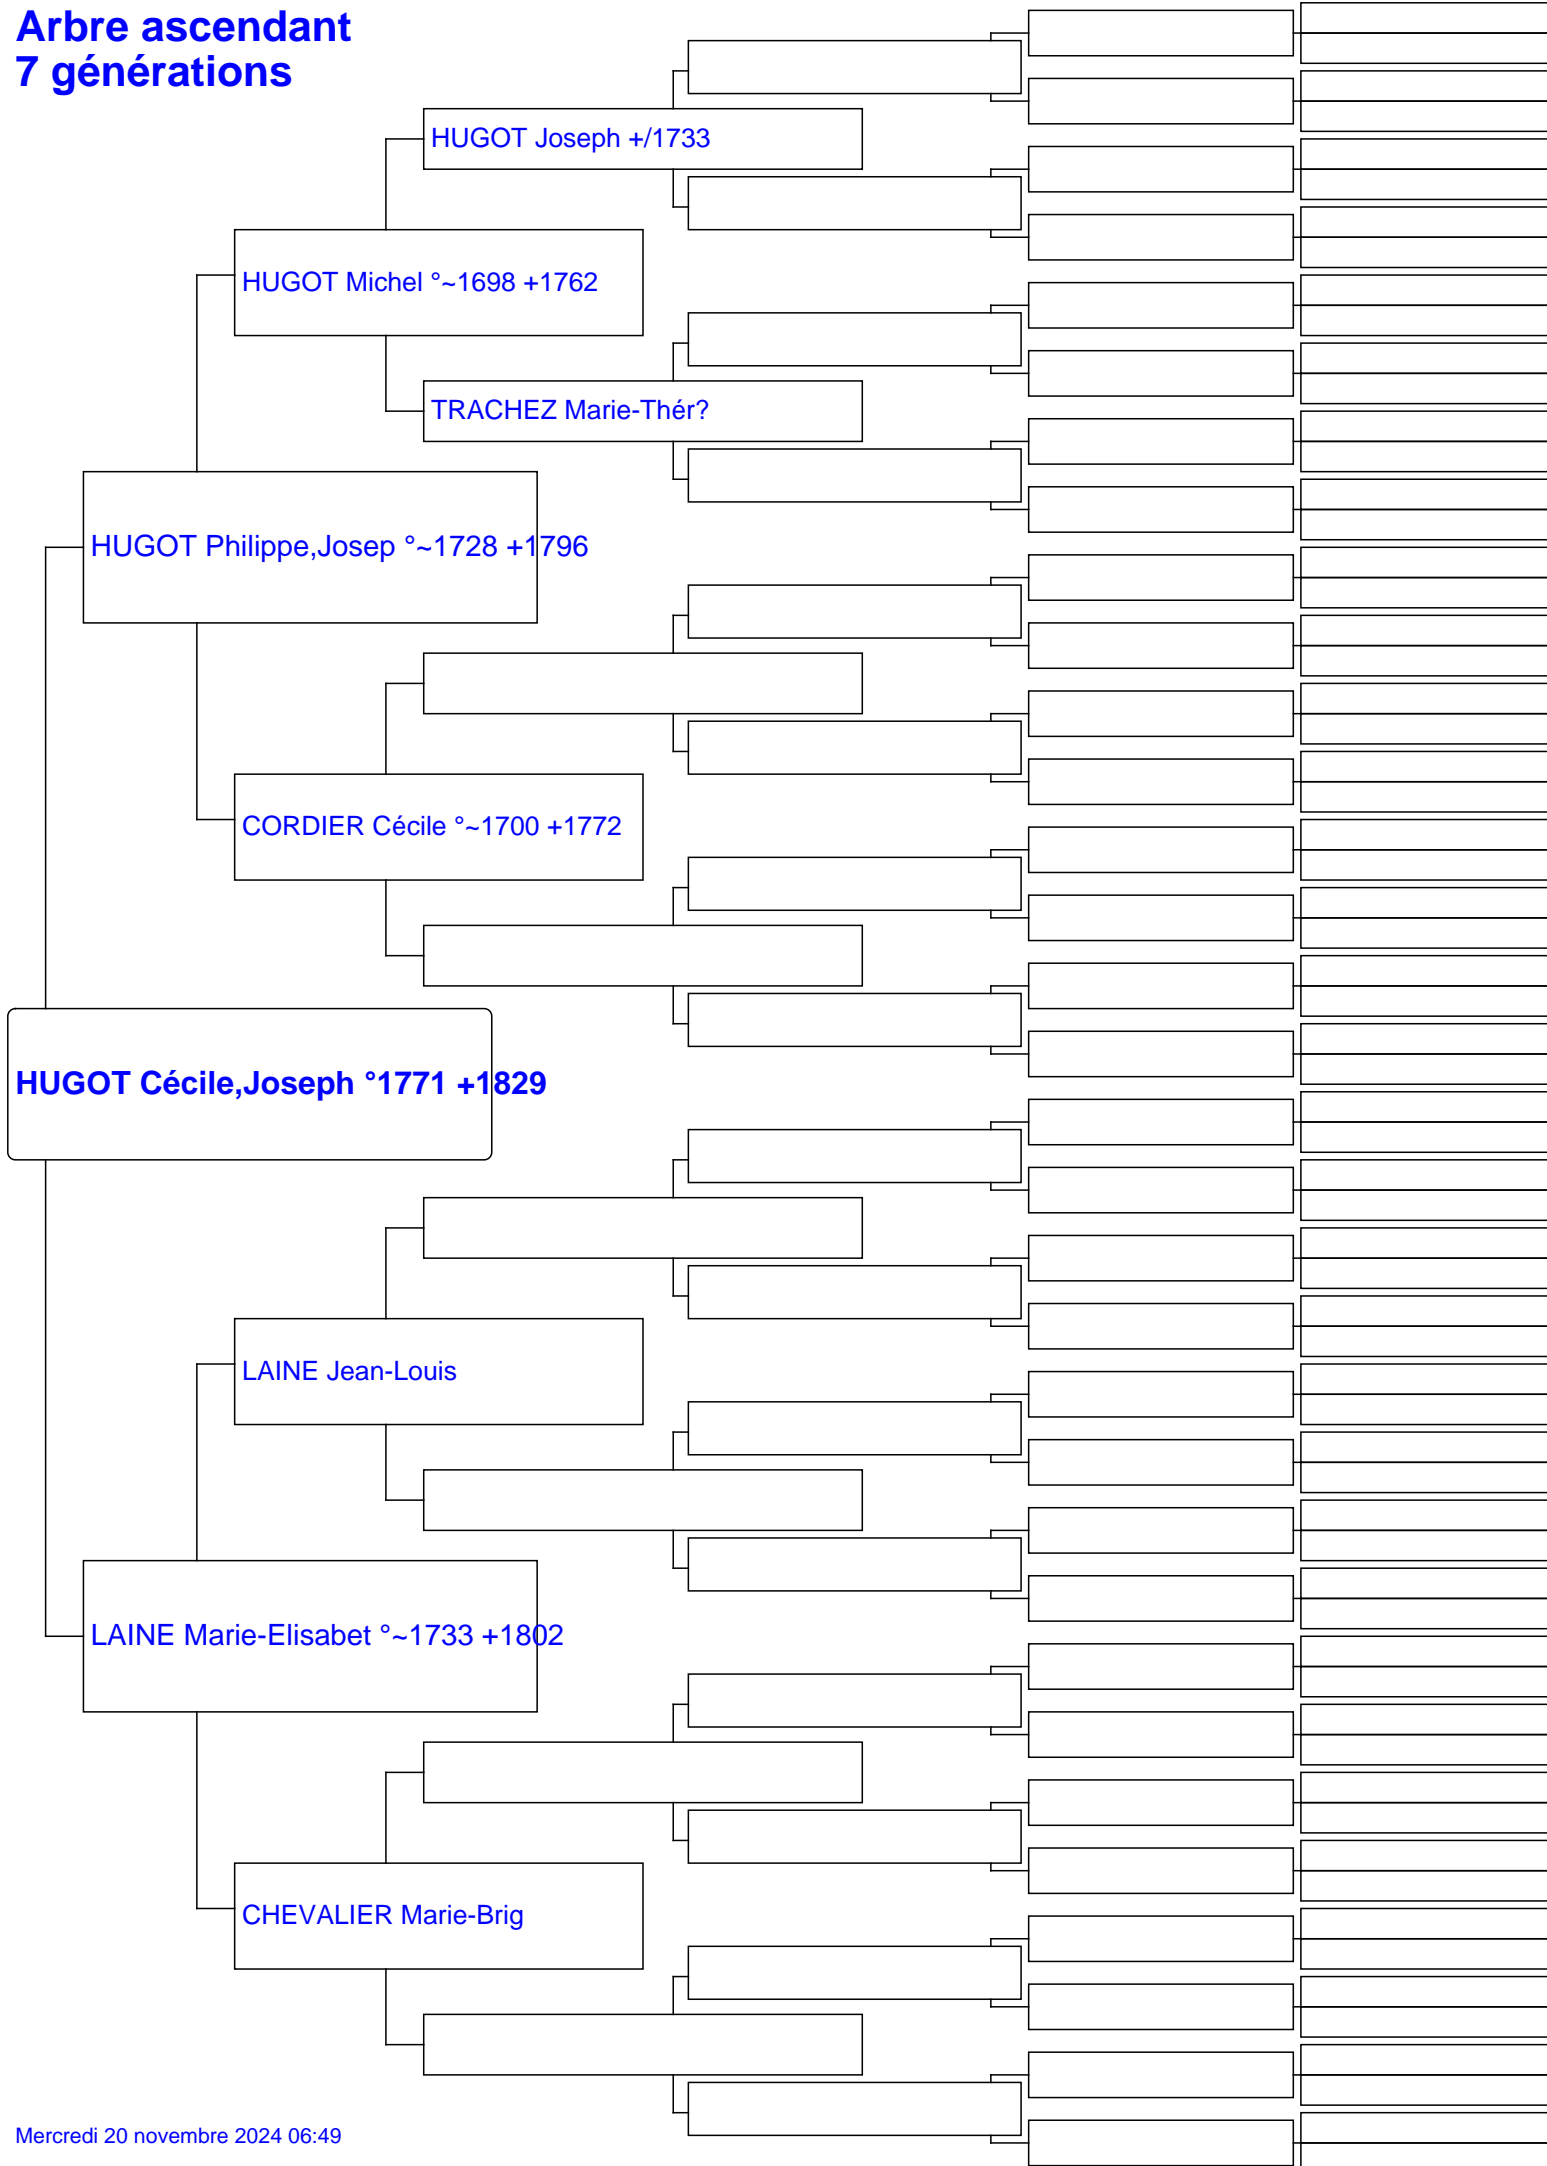 Arbre ascendant
7 générations
HUGOT Joseph +/1733
HUGOT Michel °~1698 +1762
TRACHEZ Marie-Thér?
HUGOT Philippe,Josep °~1728 +1796
CORDIER Cécile °~1700 +1772
HUGOT Cécile,Joseph °1771 +1829
LAINE Jean-Louis
LAINE Marie-Elisabet °~1733 +1802
CHEVALIER Marie-Brig
Mercredi 20 novembre 2024 06:49